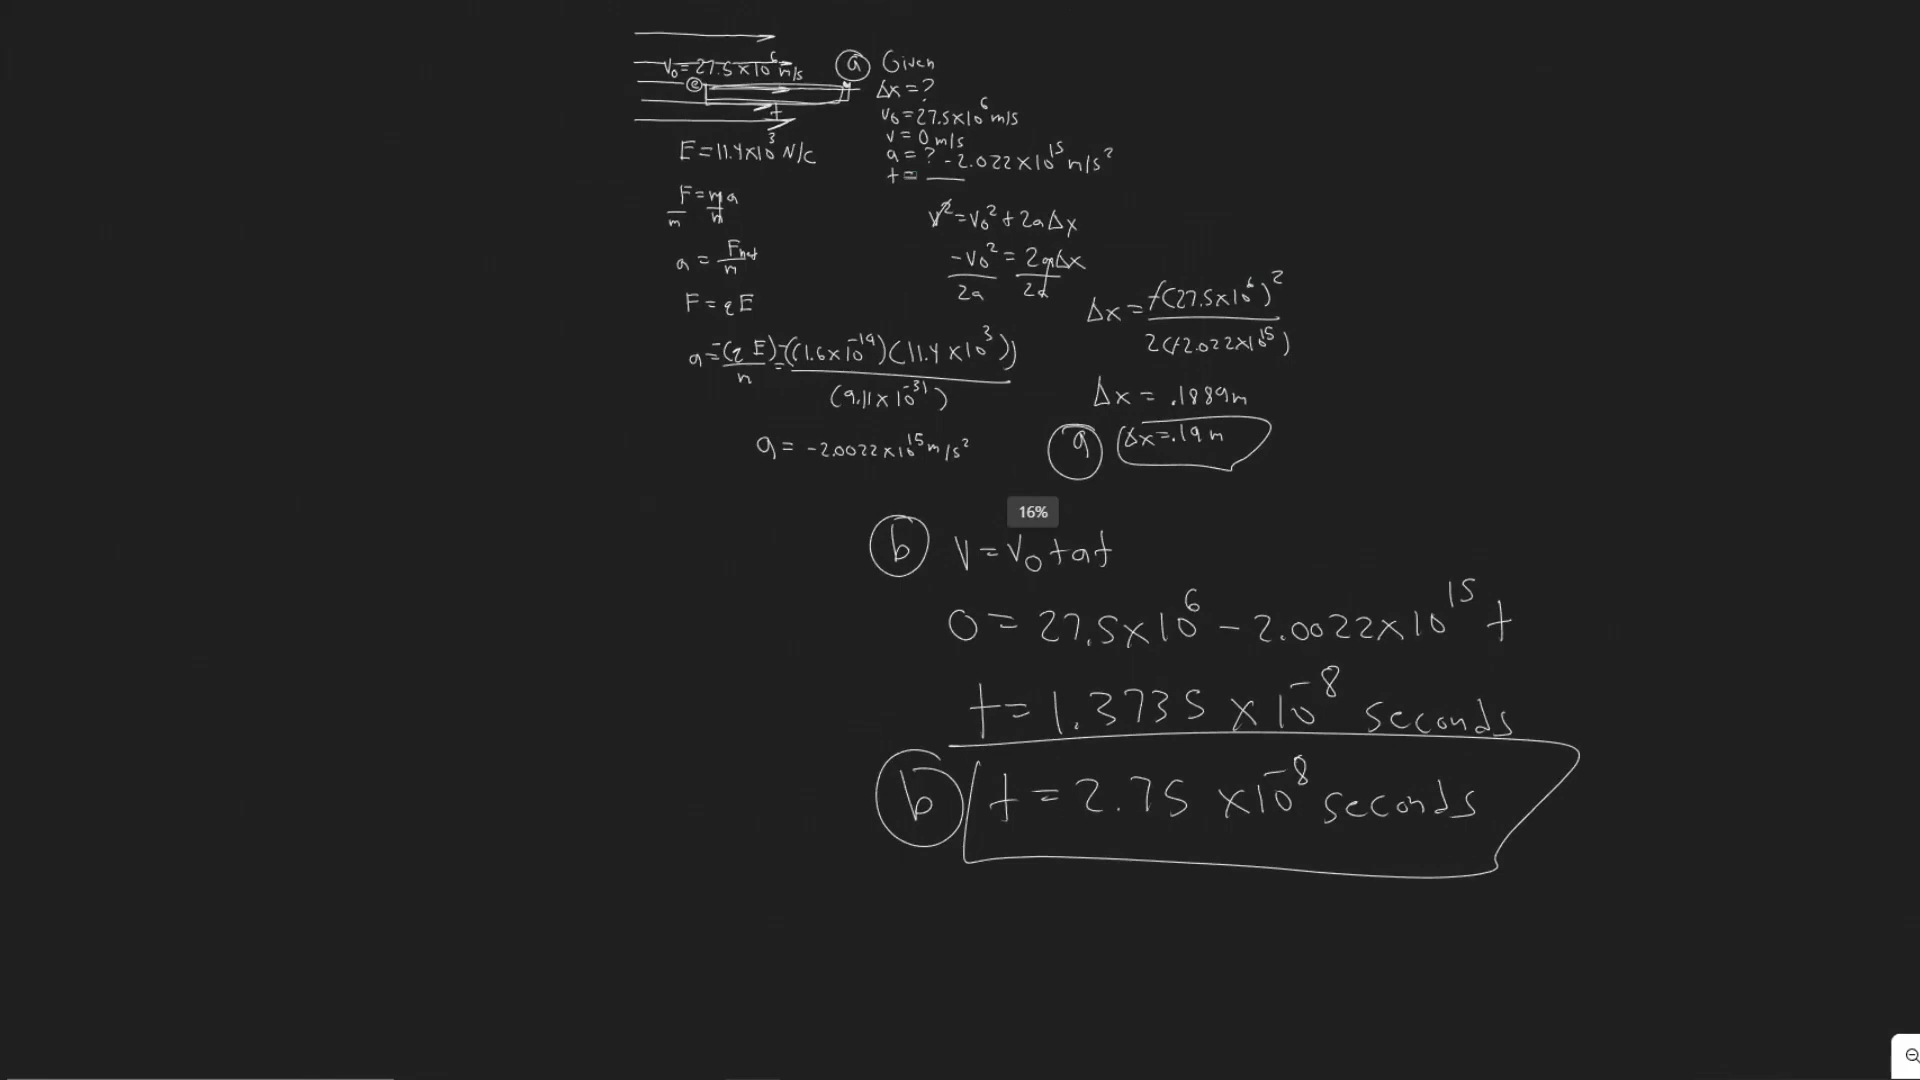 v₀=27.5×10⁶ m/s
e
+
E=11.4×10³ N/C
F=ma
m m
a = Fnet/m
F=qE
a=-(qE)/m = -((1.6×10⁻¹⁹)(11.4×10³))/(9.11×10⁻³¹)
a= -2.0022×10¹⁵ m/s²
a Given
Δx=?
v₀=27.5×10⁶ m/s
v=0 m/s
a=? -2.022×10¹⁵ m/s²
t=
v²=v₀²+2aΔx
-v₀²=2aΔx
2a 2a
Δx = -(27.5×10⁶)²
2(-2.022×10¹⁵)
Δx = .1889m
a Δx=.19m
16%
b v=v₀+at
0=27.5×10⁶-2.0022×10¹⁵ t
t=1.3735×10⁻⁸ seconds
b t=2.75 ×10⁻⁸ seconds